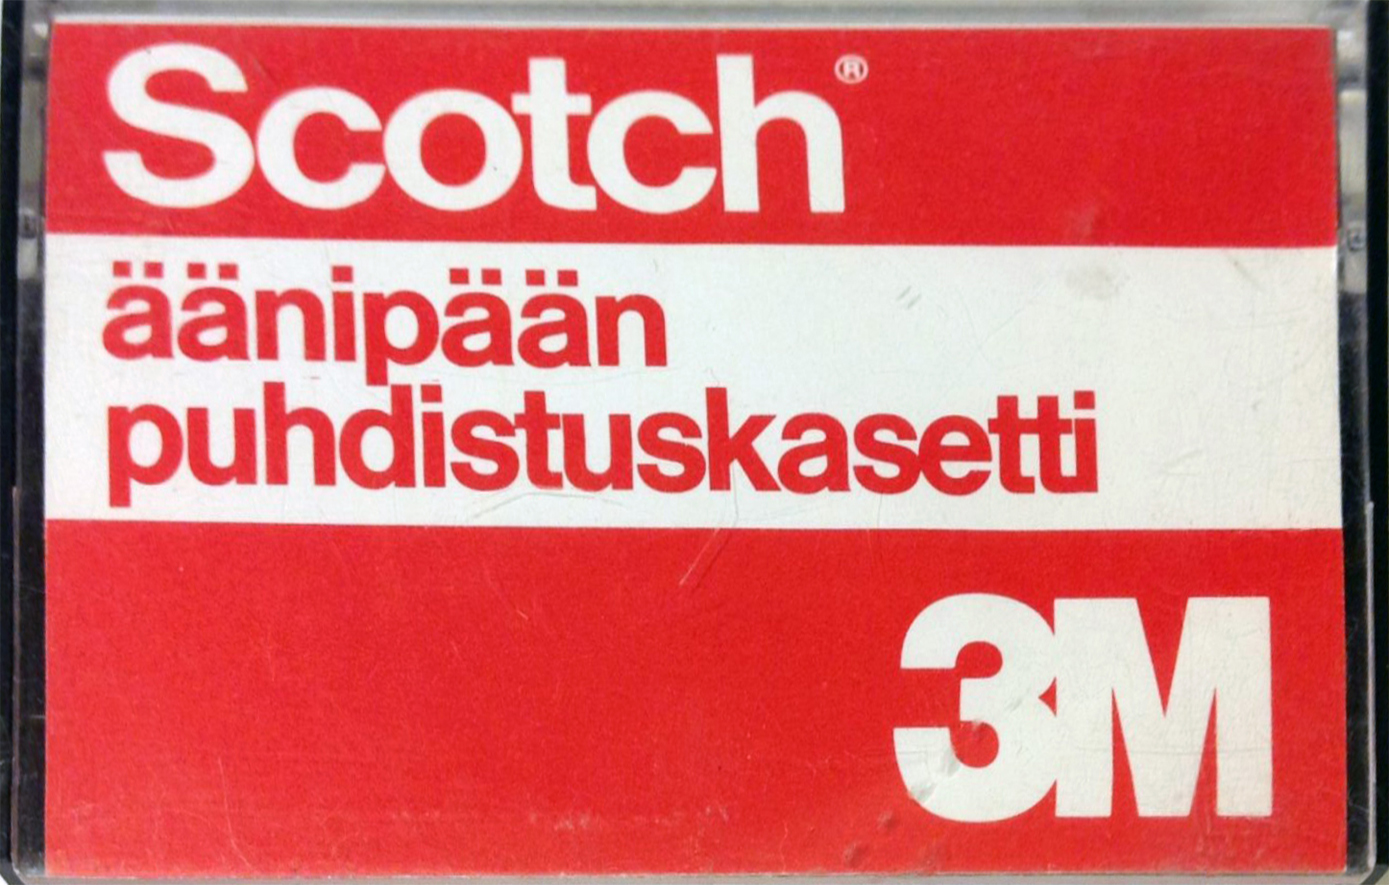 Scotch®
äänipään
puhdistuskasetti
3M